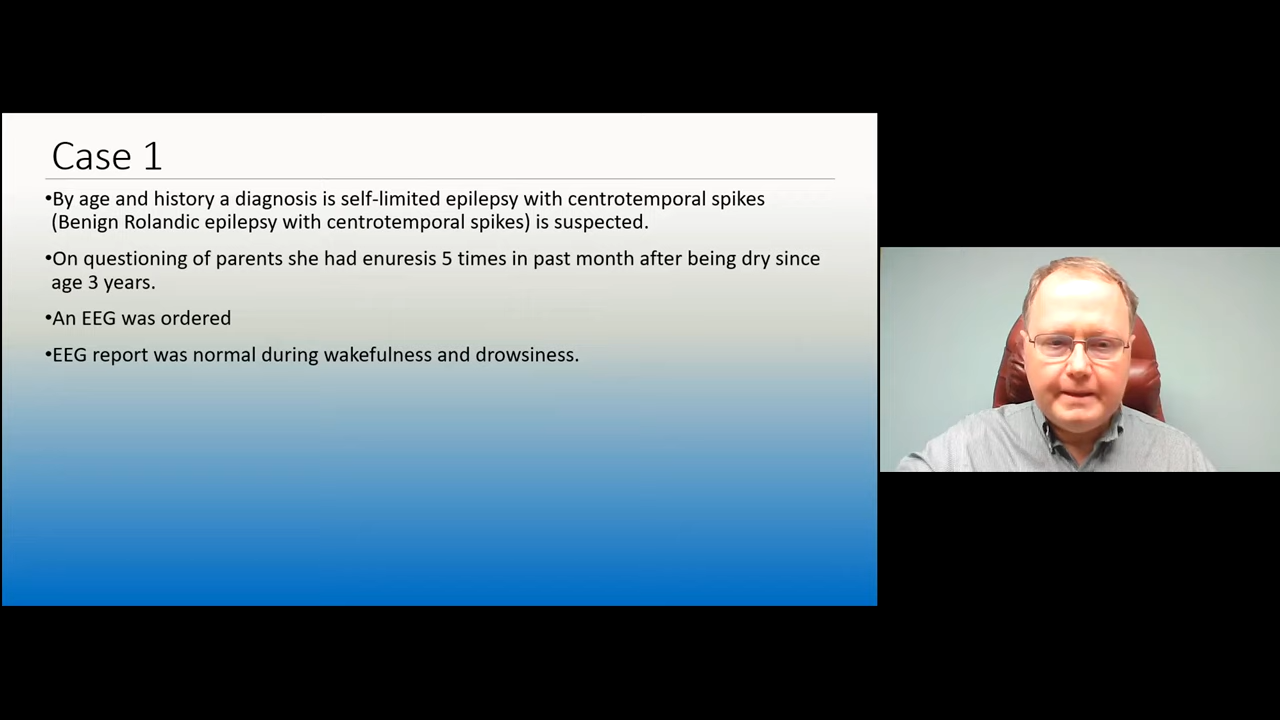 Case 1
•By age and history a diagnosis is self-limited epilepsy with centrotemporal spikes
(Benign Rolandic epilepsy with centrotemporal spikes) is suspected.
•On questioning of parents she had enuresis 5 times in past month after being dry since
age 3 years.
•An EEG was ordered
•EEG report was normal during wakefulness and drowsiness.